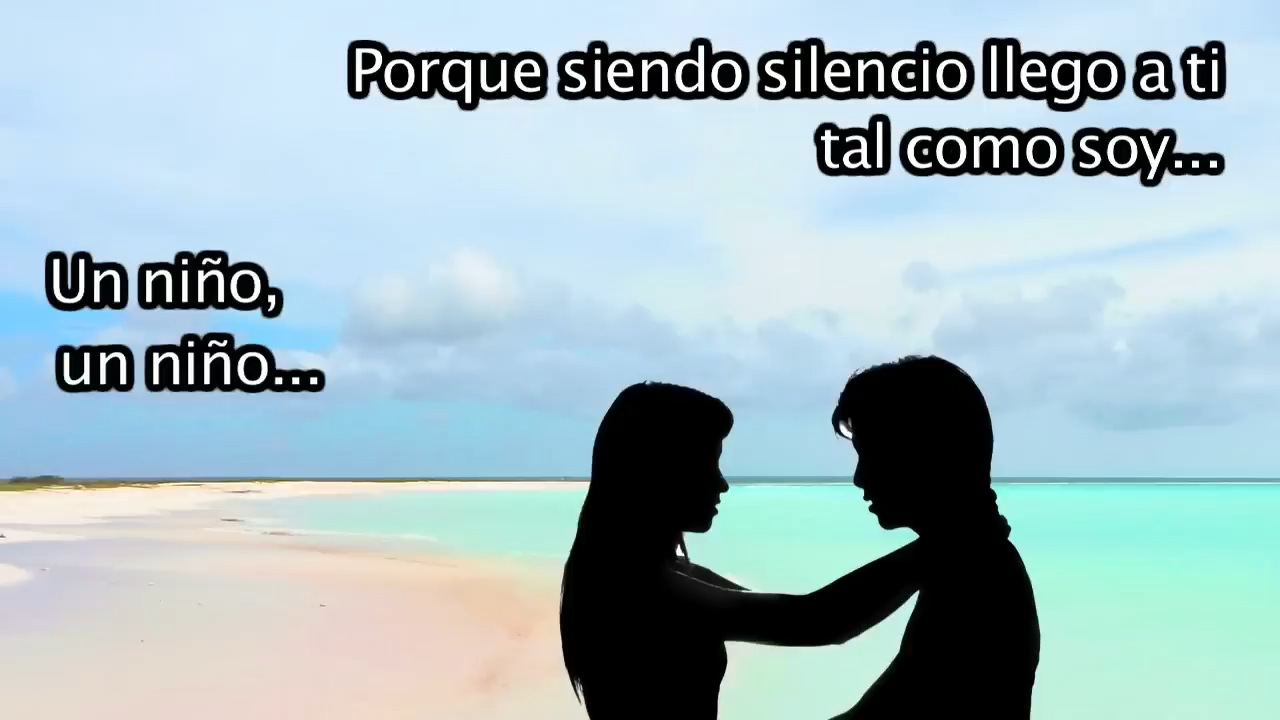 Porque siendo silencio llego a ti
tal como soy...
Un niño,
un niño...